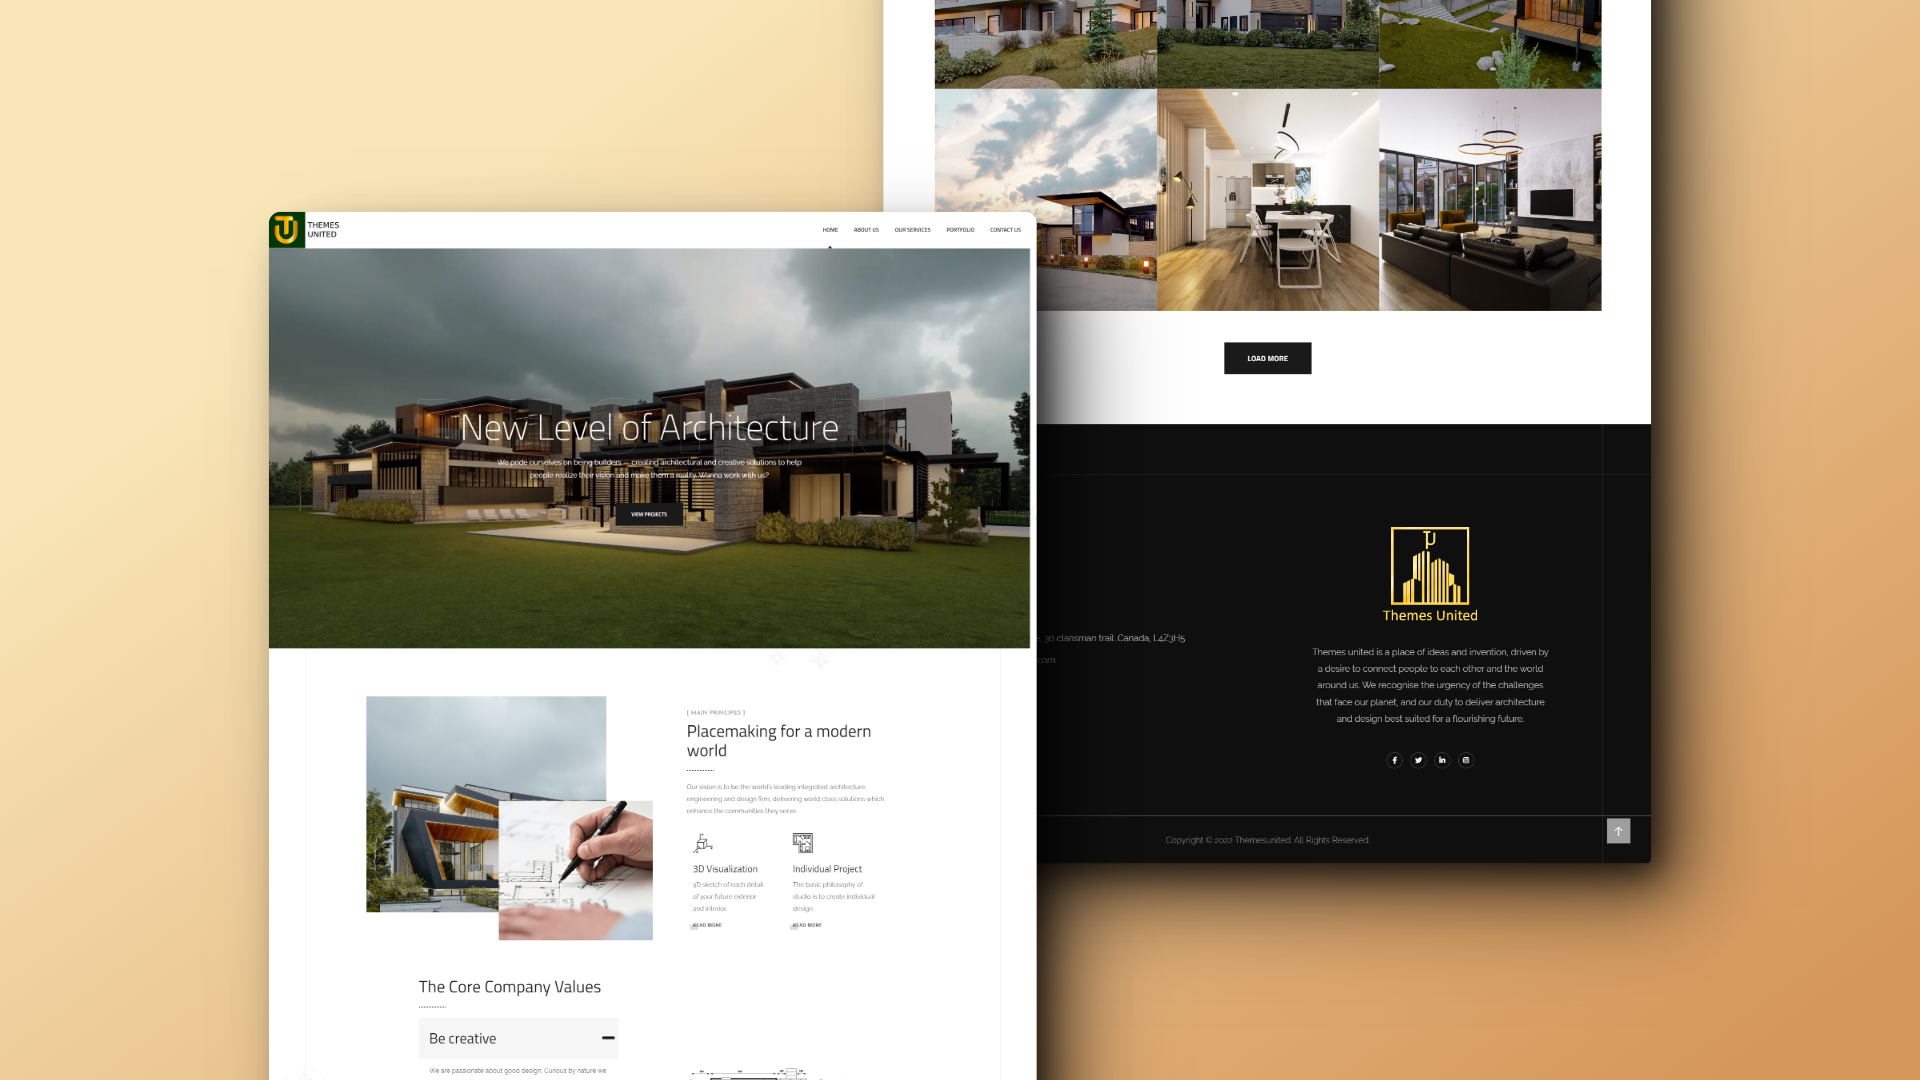 THEMES
UNITED
HOME
ABOUT US
OUR SERVICES
PORTFOLIO
CONTACT US
New Level of Architecture
We pride ourselves on being builders — creating architectural and creative solutions to help
people realize their vision and make them a reality. Wanna work with us?
VIEW PROJECTS
[ MAIN PRINCIPES ]
Placemaking for a modern
world
Our vision is to be the world's leading integrated architecture,
engineering and design firm, delivering world class solutions which
enhance the communities they serve.
3D Visualization
3D sketch of each detail
of your future exterior
and interior.
READ MORE
Individual Project
The basic philosophy of
studio is to create individual
design.
READ MORE
The Core Company Values
Be creative
We are passionate about good design. Curious by nature we
LOAD MORE
30 clansman trail .Canada, L4Z3H5
.com
TU
Themes United
Themes united is a place of ideas and invention, driven by
a desire to connect people to each other and the world
around us. We recognise the urgency of the challenges
that face our planet, and our duty to deliver architecture
and design best suited for a flourishing future.
Copyright © 2022 Themesunited. All Rights Reserved.